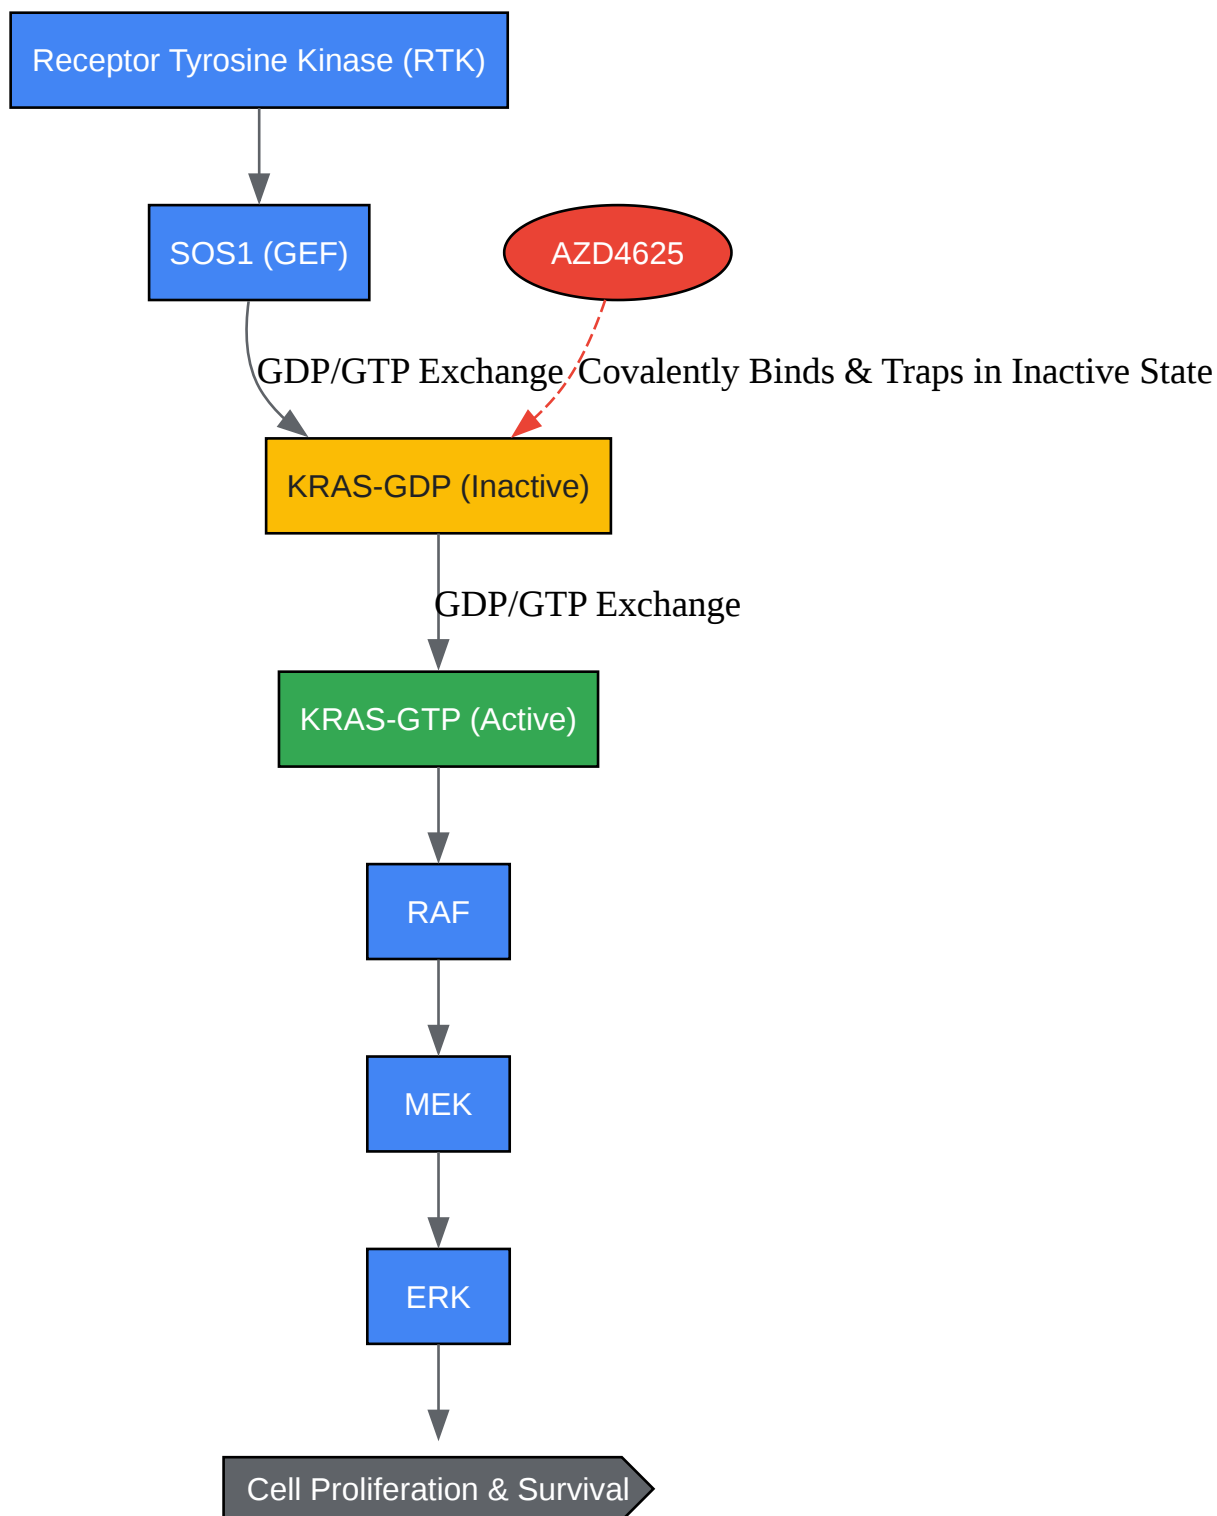 Receptor Tyrosine Kinase (RTK)
SOS1 (GEF)
AZD4625
GDP/GTP Exchange
Covalently Binds & Traps in Inactive State
KRAS-GDP (Inactive)
GDP/GTP Exchange
KRAS-GTP (Active)
RAF
MEK
ERK
Cell Proliferation & Survival